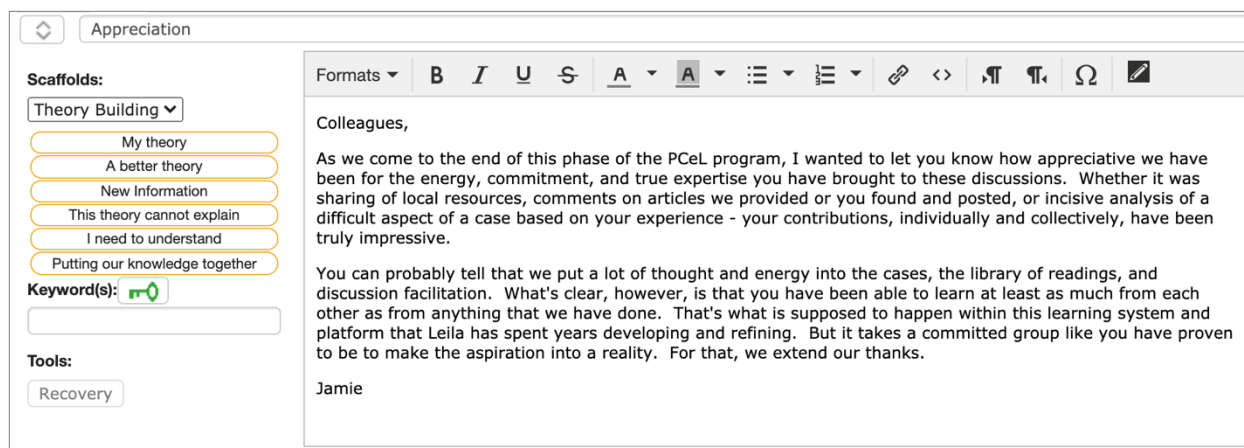 Appreciation
Scaffolds:
Theory Building
My theory
A better theory
New Information
This theory cannot explain
I need to understand
Putting our knowledge together
Keyword(s):
Tools:
Recovery
Formats B I U S A A ¶ ¶ Ω
Colleagues,
As we come to the end of this phase of the PCeL program, I wanted to let you know how appreciative we have
been for the energy, commitment, and true expertise you have brought to these discussions.  Whether it was
sharing of local resources, comments on articles we provided or you found and posted, or incisive analysis of a
difficult aspect of a case based on your experience - your contributions, individually and collectively, have been
truly impressive.
You can probably tell that we put a lot of thought and energy into the cases, the library of readings, and
discussion facilitation.  What's clear, however, is that you have been able to learn at least as much from each
other as from anything that we have done.  That's what is supposed to happen within this learning system and
platform that Leila has spent years developing and refining.  But it takes a committed group like you have proven
to be to make the aspiration into a reality.  For that, we extend our thanks.
Jamie